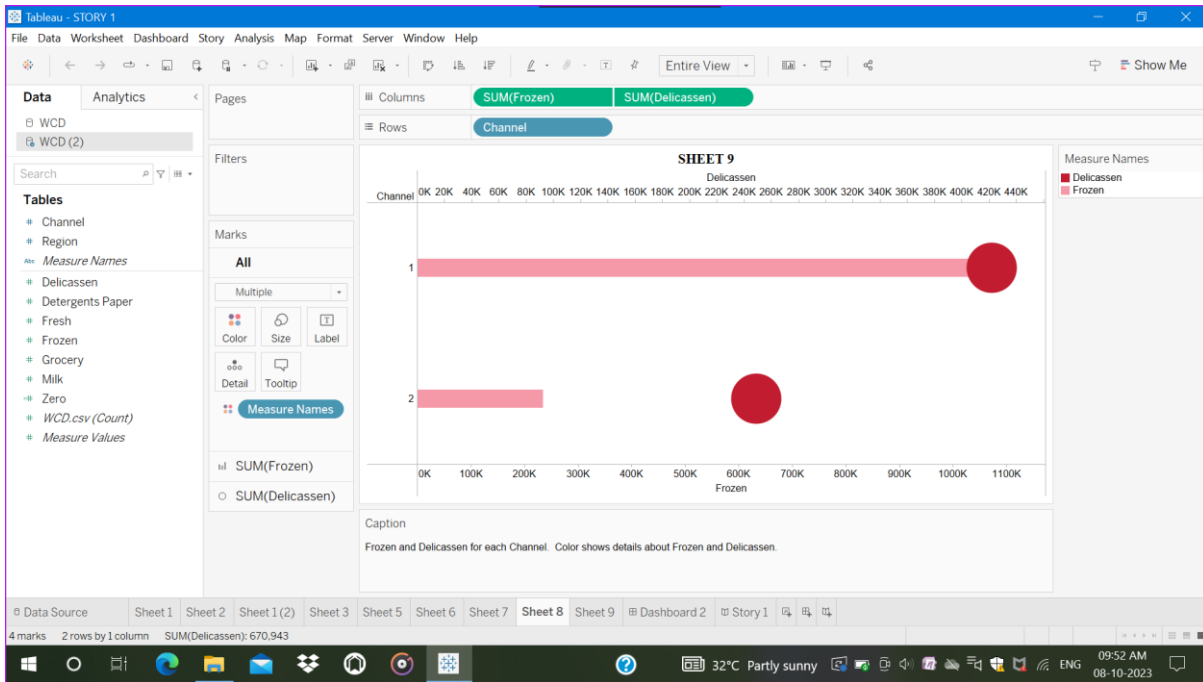 Tableau - STORY 1
File Data Worksheet Dashboard Story Analysis Map Format Server Window Help
Entire View
Show Me
Data Analytics
WCD
WCD (2)
Search
Tables
# Channel
# Region
Abc Measure Names
# Delicassen
# Detergents Paper
# Fresh
# Frozen
# Grocery
# Milk
# Zero
# WCD.csv (Count)
# Measure Values
Pages
Filters
Marks
All
Multiple
Color Size Label
Detail Tooltip
Measure Names
SUM(Frozen)
SUM(Delicassen)
Columns SUM(Frozen) SUM(Delicassen)
Rows Channel
SHEET 9
Delicassen
Channel 0K 20K 40K 60K 80K 100K 120K 140K 160K 180K 200K 220K 240K 260K 280K 300K 320K 340K 360K 380K 400K 420K 440K
1
2
0K 100K 200K 300K 400K 500K 600K 700K 800K 900K 1000K 1100K
Frozen
Measure Names
Delicassen
Frozen
Caption
Frozen and Delicassen for each Channel. Color shows details about Frozen and Delicassen.
Data Source Sheet 1 Sheet 2 Sheet 1 (2) Sheet 3 Sheet 5 Sheet 6 Sheet 7 Sheet 8 Sheet 9 Dashboard 2 Story 1
4 marks 2 rows by 1 column SUM(Delicassen): 670,943
32°C Partly sunny ENG 09:52 AM
08-10-2023